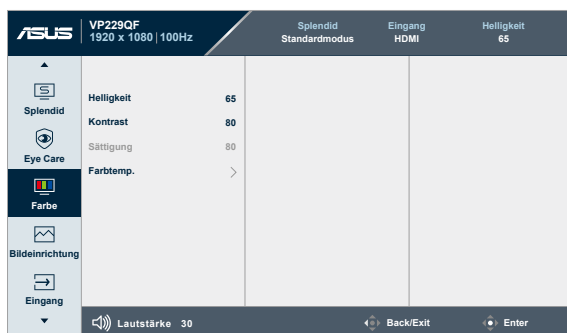 ASUS
VP229QF
1920 x 1080 | 100Hz
Splendid
Standardmodus
Eingang
HDMI
Helligkeit
65
Splendid
Eye Care
Farbe
Bildeinrichtung
Eingang
Helligkeit 65
Kontrast 80
Sättigung 80
Farbtemp.
Lautstärke 30
Back/Exit
Enter